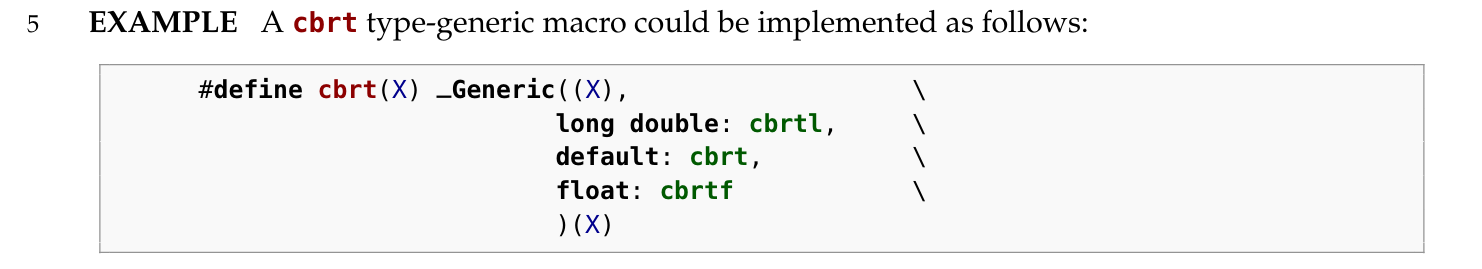 5 EXAMPLE A cbrt type-generic macro could be implemented as follows:
#define cbrt(X) _Generic((X), \
long double: cbrtl, \
default: cbrt, \
float: cbrtf \
)(X)